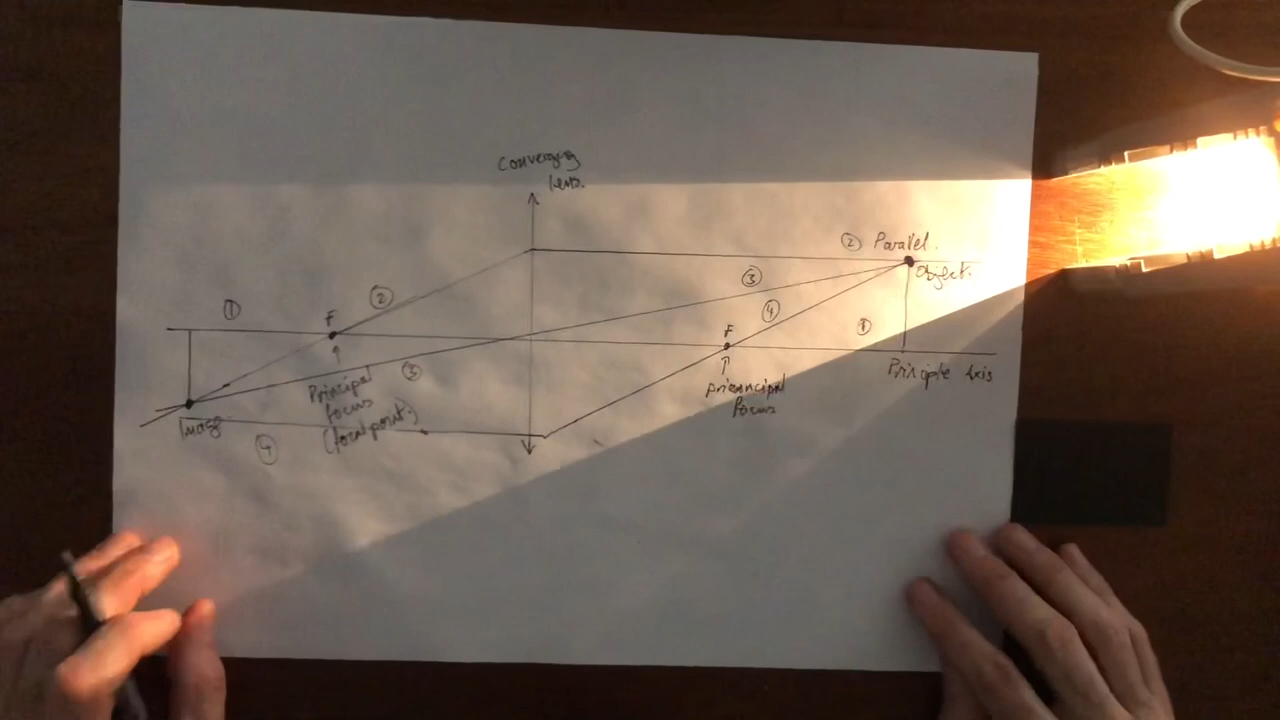 Converging
lens.
② Parallel.
Object.
③
①
②
④
F
F
①
③
Principal
focus
(focal point.)
Principle Axis
prienncipal
focus
Image
④